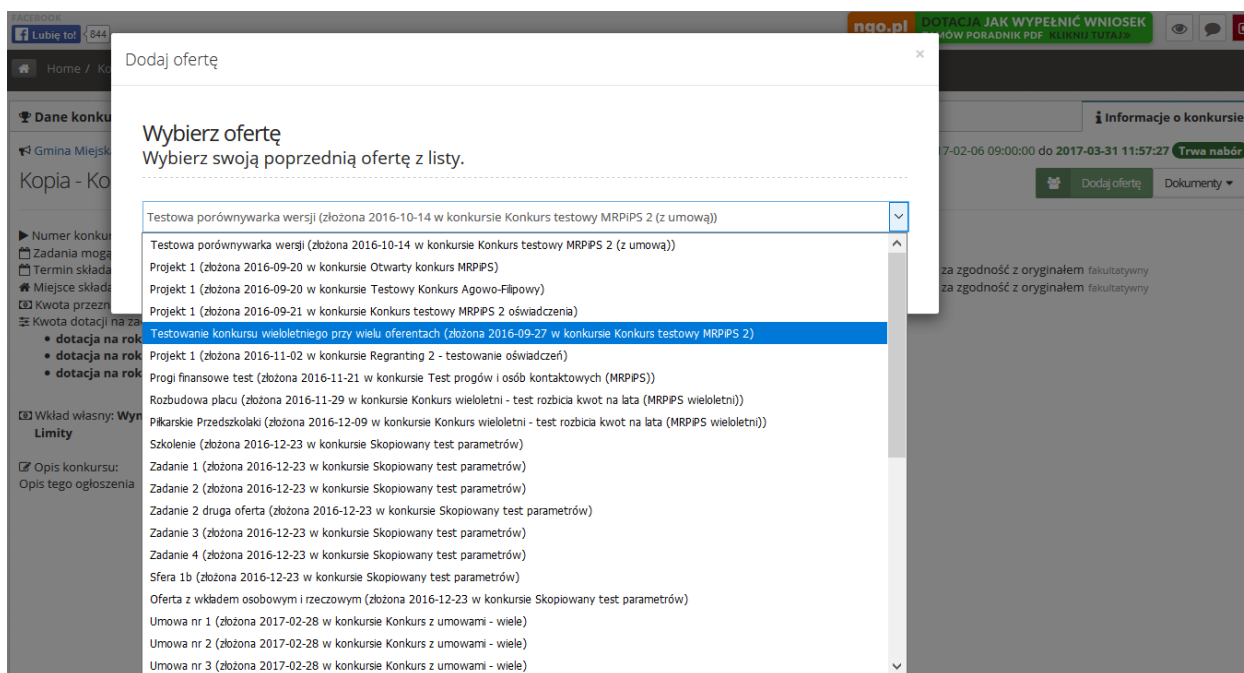 FACEBOOK
Lubię to! 844
ngo.pl DOTACJA JAK WYPEŁNIĆ WNIOSEK
ZAMÓW PORADNIK PDF KLIKNIJ TUTAJ»
Home / Ko
Dodaj ofertę ×
Dane konku
Informacje o konkursie
Gmina Miejsk
17-02-06 09:00:00 do 2017-03-31 11:57:27 Trwa nabór
Kopia - Ko
Dodaj ofertę Dokumenty
Wybierz ofertę
Wybierz swoją poprzednią ofertę z listy.
Testowa porównywarka wersji (złożona 2016-10-14 w konkursie Konkurs testowy MRPiPS 2 (z umową))
Numer konku
Zadania mogą
Termin składa
za zgodność z oryginałem fakultatywny
Miejsce składa
za zgodność z oryginałem fakultatywny
Kwota przezn
Kwota dotacji na za
dotacja na rok
dotacja na rok
dotacja na rok
Wkład własny: Wyn
Limity
Opis konkursu:
Opis tego ogłoszenia
Testowa porównywarka wersji (złożona 2016-10-14 w konkursie Konkurs testowy MRPiPS 2 (z umową))
Projekt 1 (złożona 2016-09-20 w konkursie Otwarty konkurs MRPiPS)
Projekt 1 (złożona 2016-09-20 w konkursie Testowy Konkurs Agowo-Filipowy)
Projekt 1 (złożona 2016-09-21 w konkursie Konkurs testowy MRPiPS 2 oświadczenia)
Testowanie konkursu wieloletniego przy wielu oferentach (złożona 2016-09-27 w konkursie Konkurs testowy MRPiPS 2)
Projekt 1 (złożona 2016-11-02 w konkursie Regranting 2 - testowanie oświadczeń)
Progi finansowe test (złożona 2016-11-21 w konkursie Test progów i osób kontaktowych (MRPiPS))
Rozbudowa placu (złożona 2016-11-29 w konkursie Konkurs wieloletni - test rozbicia kwot na lata (MRPiPS wieloletni))
Piłkarskie Przedszkolaki (złożona 2016-12-09 w konkursie Konkurs wieloletni - test rozbicia kwot na lata (MRPiPS wieloletni))
Szkolenie (złożona 2016-12-23 w konkursie Skopiowany test parametrów)
Zadanie 1 (złożona 2016-12-23 w konkursie Skopiowany test parametrów)
Zadanie 2 (złożona 2016-12-23 w konkursie Skopiowany test parametrów)
Zadanie 2 druga oferta (złożona 2016-12-23 w konkursie Skopiowany test parametrów)
Zadanie 3 (złożona 2016-12-23 w konkursie Skopiowany test parametrów)
Zadanie 4 (złożona 2016-12-23 w konkursie Skopiowany test parametrów)
Sfera 1b (złożona 2016-12-23 w konkursie Skopiowany test parametrów)
Oferta z wkładem osobowym i rzeczowym (złożona 2016-12-23 w konkursie Skopiowany test parametrów)
Umowa nr 1 (złożona 2017-02-28 w konkursie Konkurs z umowami - wiele)
Umowa nr 2 (złożona 2017-02-28 w konkursie Konkurs z umowami - wiele)
Umowa nr 3 (złożona 2017-02-28 w konkursie Konkurs z umowami - wiele)